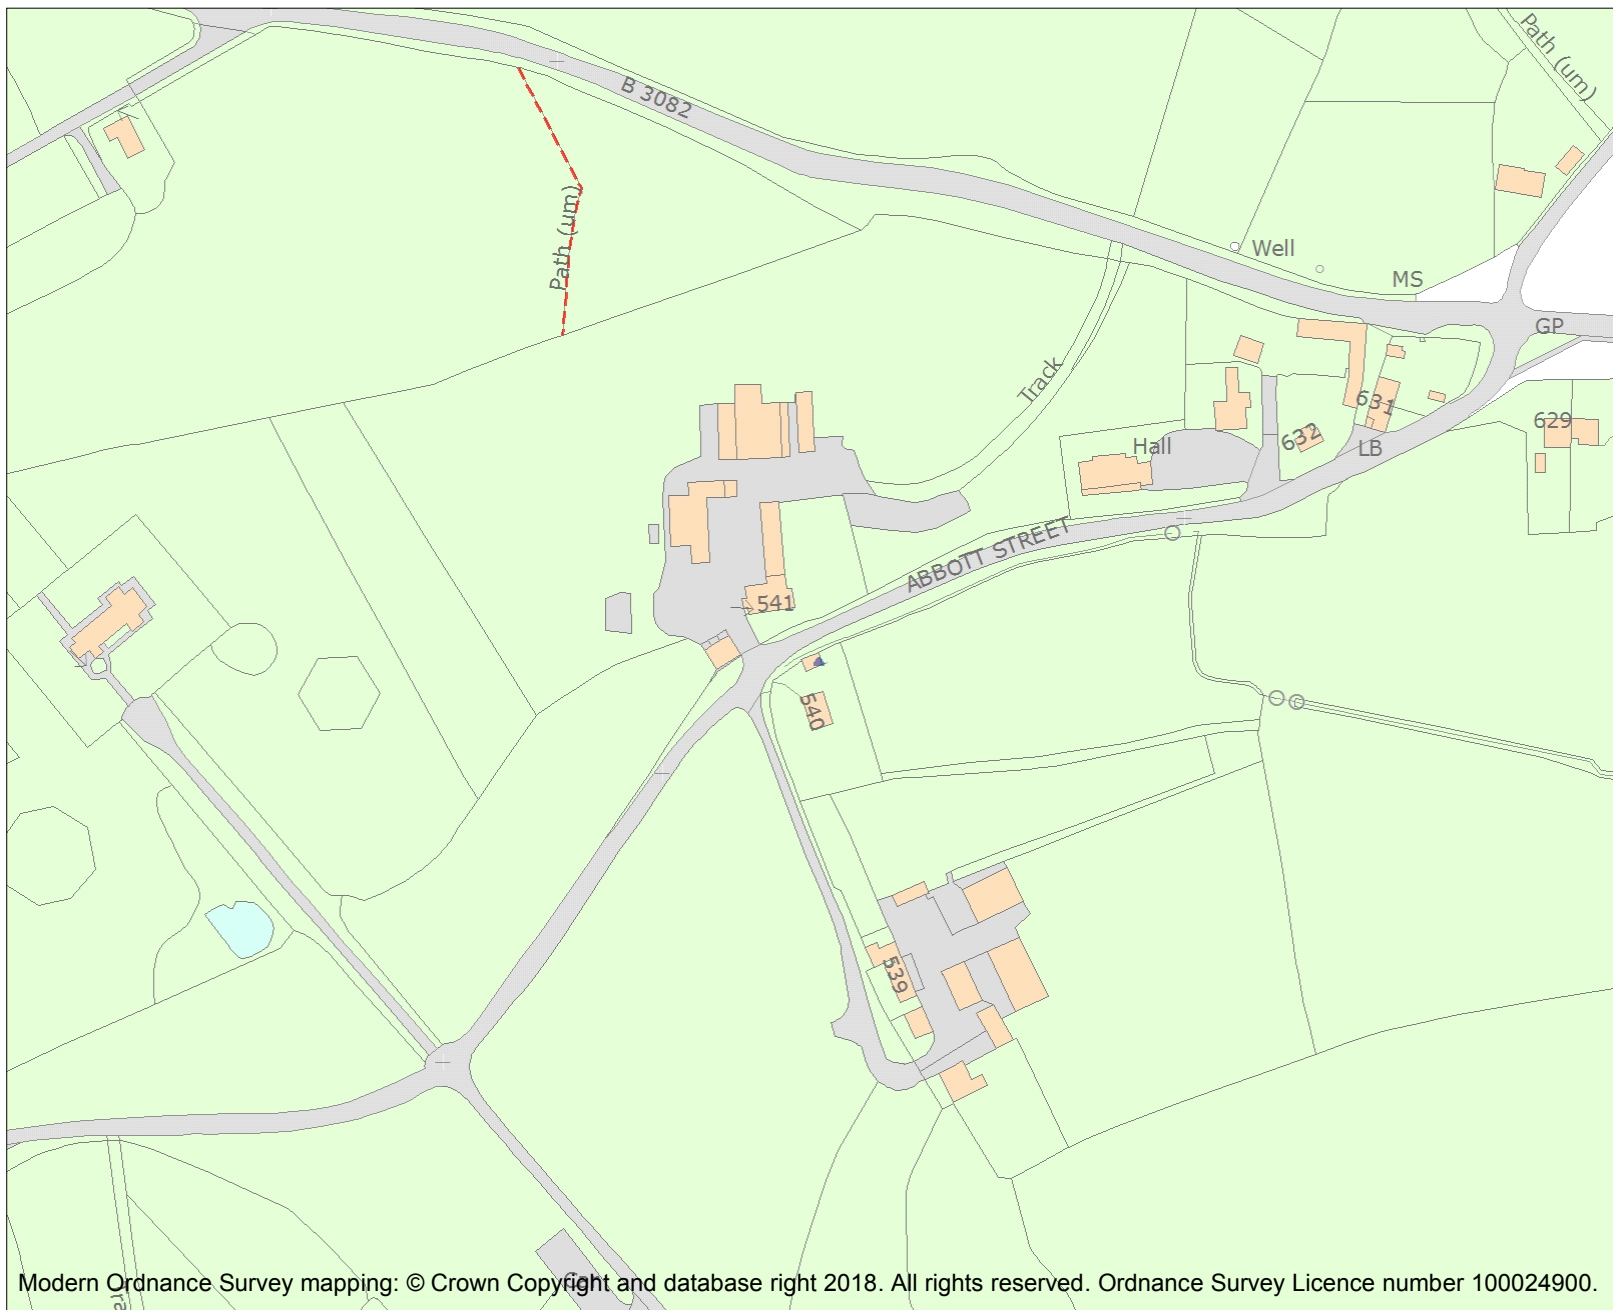 Path (um)
B 3082
Path (um)
Well
MS
GP
Track
631
629
632
Hall
LB
ABBOTT STREET
541
540
539
Modern Ordnance Survey mapping: © Crown Copyright and database right 2018. All rights reserved. Ordnance Survey Licence number 100024900.